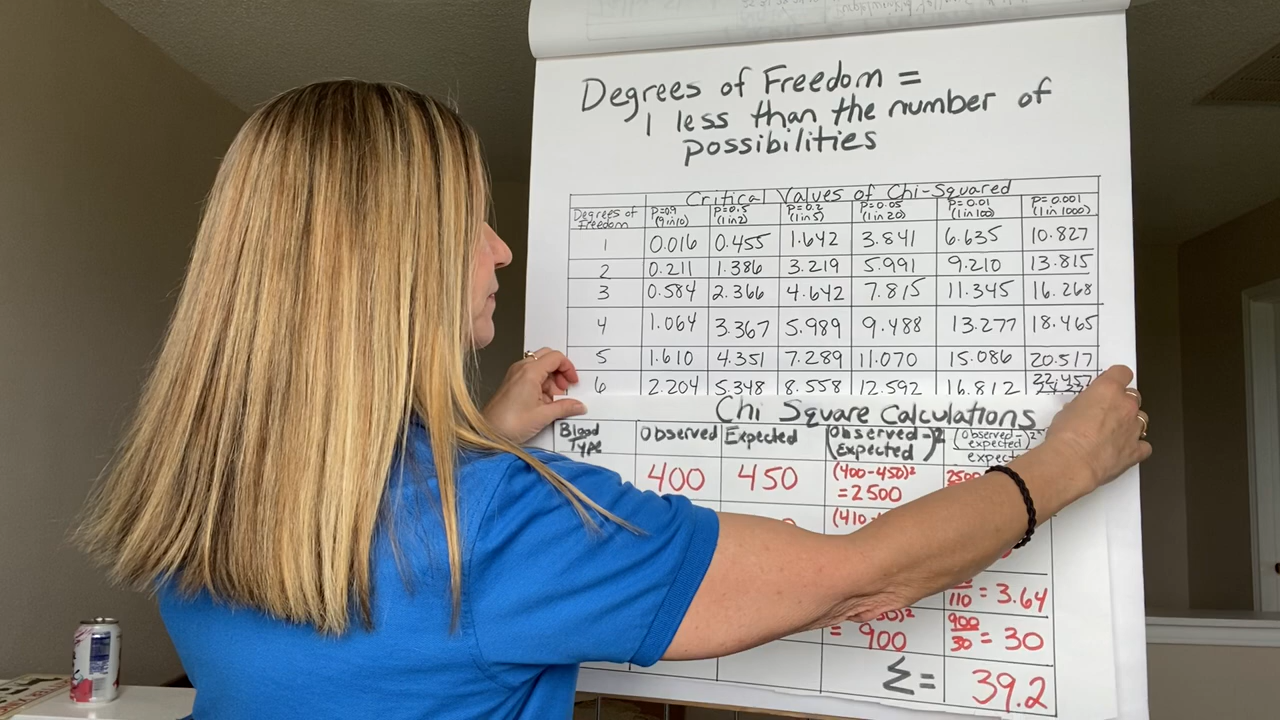 Degrees of Freedom =
1 less than the number of
possibilities
Critical Values of Chi-Squared
Degrees of Freedom P=0.9 (9 in 10) P=0.5 (1 in 2) P=0.2 (1 in 5) P=0.05 (1 in 20) P=0.01 (1 in 100) P=0.001 (1 in 1000)
1 0.016 0.455 1.642 3.841 6.635 10.827
2 0.211 1.386 3.219 5.991 9.210 13.815
3 0.584 2.366 4.642 7.815 11.345 16.268
4 1.064 3.367 5.989 9.488 13.277 18.465
5 1.610 4.351 7.289 11.070 15.086 20.517
6 2.204 5.348 8.558 12.592 16.812 22.457
Chi Square Calculations
Blood Type Observed Expected (Observed - Expected)² (Observed - expected)²
400 450 (400-450)² 2500
=2500
(410
110 = 3.64
= 900 900/30 = 30
Σ= 39.2